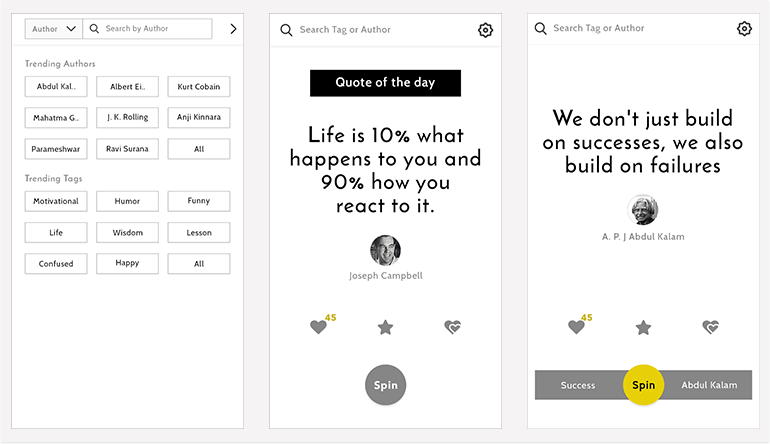 Author
Search by Author
Trending Authors
Abdul Kal..
Albert Ei..
Kurt Cobain
Mahatma G..
J. K. Rolling
Anji Kinnara
Parameshwar
Ravi Surana
All
Trending Tags
Motivational
Humor
Funny
Life
Wisdom
Lesson
Confused
Happy
All
Search Tag or Author
Quote of the day
Life is 10% what
happens to you and
90% how you
react to it.
Joseph Campbell
45
Spin
Search Tag or Author
We don't just build
on successes, we also
build on failures
A. P. J Abdul Kalam
45
Success
Spin
Abdul Kalam